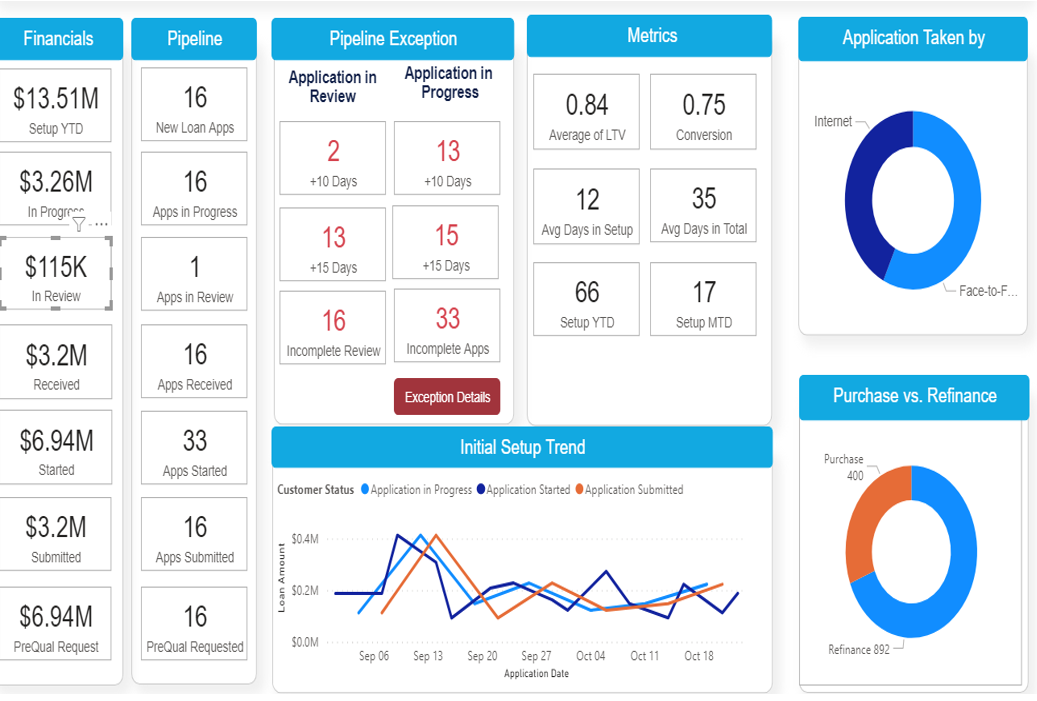 Financials
$13.51M
Setup YTD
$3.26M
In Progress
$115K
In Review
$3.2M
Received
$6.94M
Started
$3.2M
Submitted
$6.94M
PreQual Request
Pipeline
16
New Loan Apps
16
Apps in Progress
1
Apps in Review
16
Apps Received
33
Apps Started
16
Apps Submitted
16
PreQual Requested
Pipeline Exception
Application in
Review
2
+10 Days
13
+15 Days
16
Incomplete Review
Application in
Progress
13
+10 Days
15
+15 Days
33
Incomplete Apps
Exception Details
Metrics
0.84
Average of LTV
0.75
Conversion
12
Avg Days in Setup
35
Avg Days in Total
66
Setup YTD
17
Setup MTD
Initial Setup Trend
Customer Status Application in Progress Application Started Application Submitted
Loan Amount
$0.4M
$0.2M
$0.0M
Sep 06 Sep 13 Sep 20 Sep 27 Oct 04 Oct 11 Oct 18
Application Date
Application Taken by
Internet
Face-to-F...
Purchase vs. Refinance
Purchase
400
Refinance 892